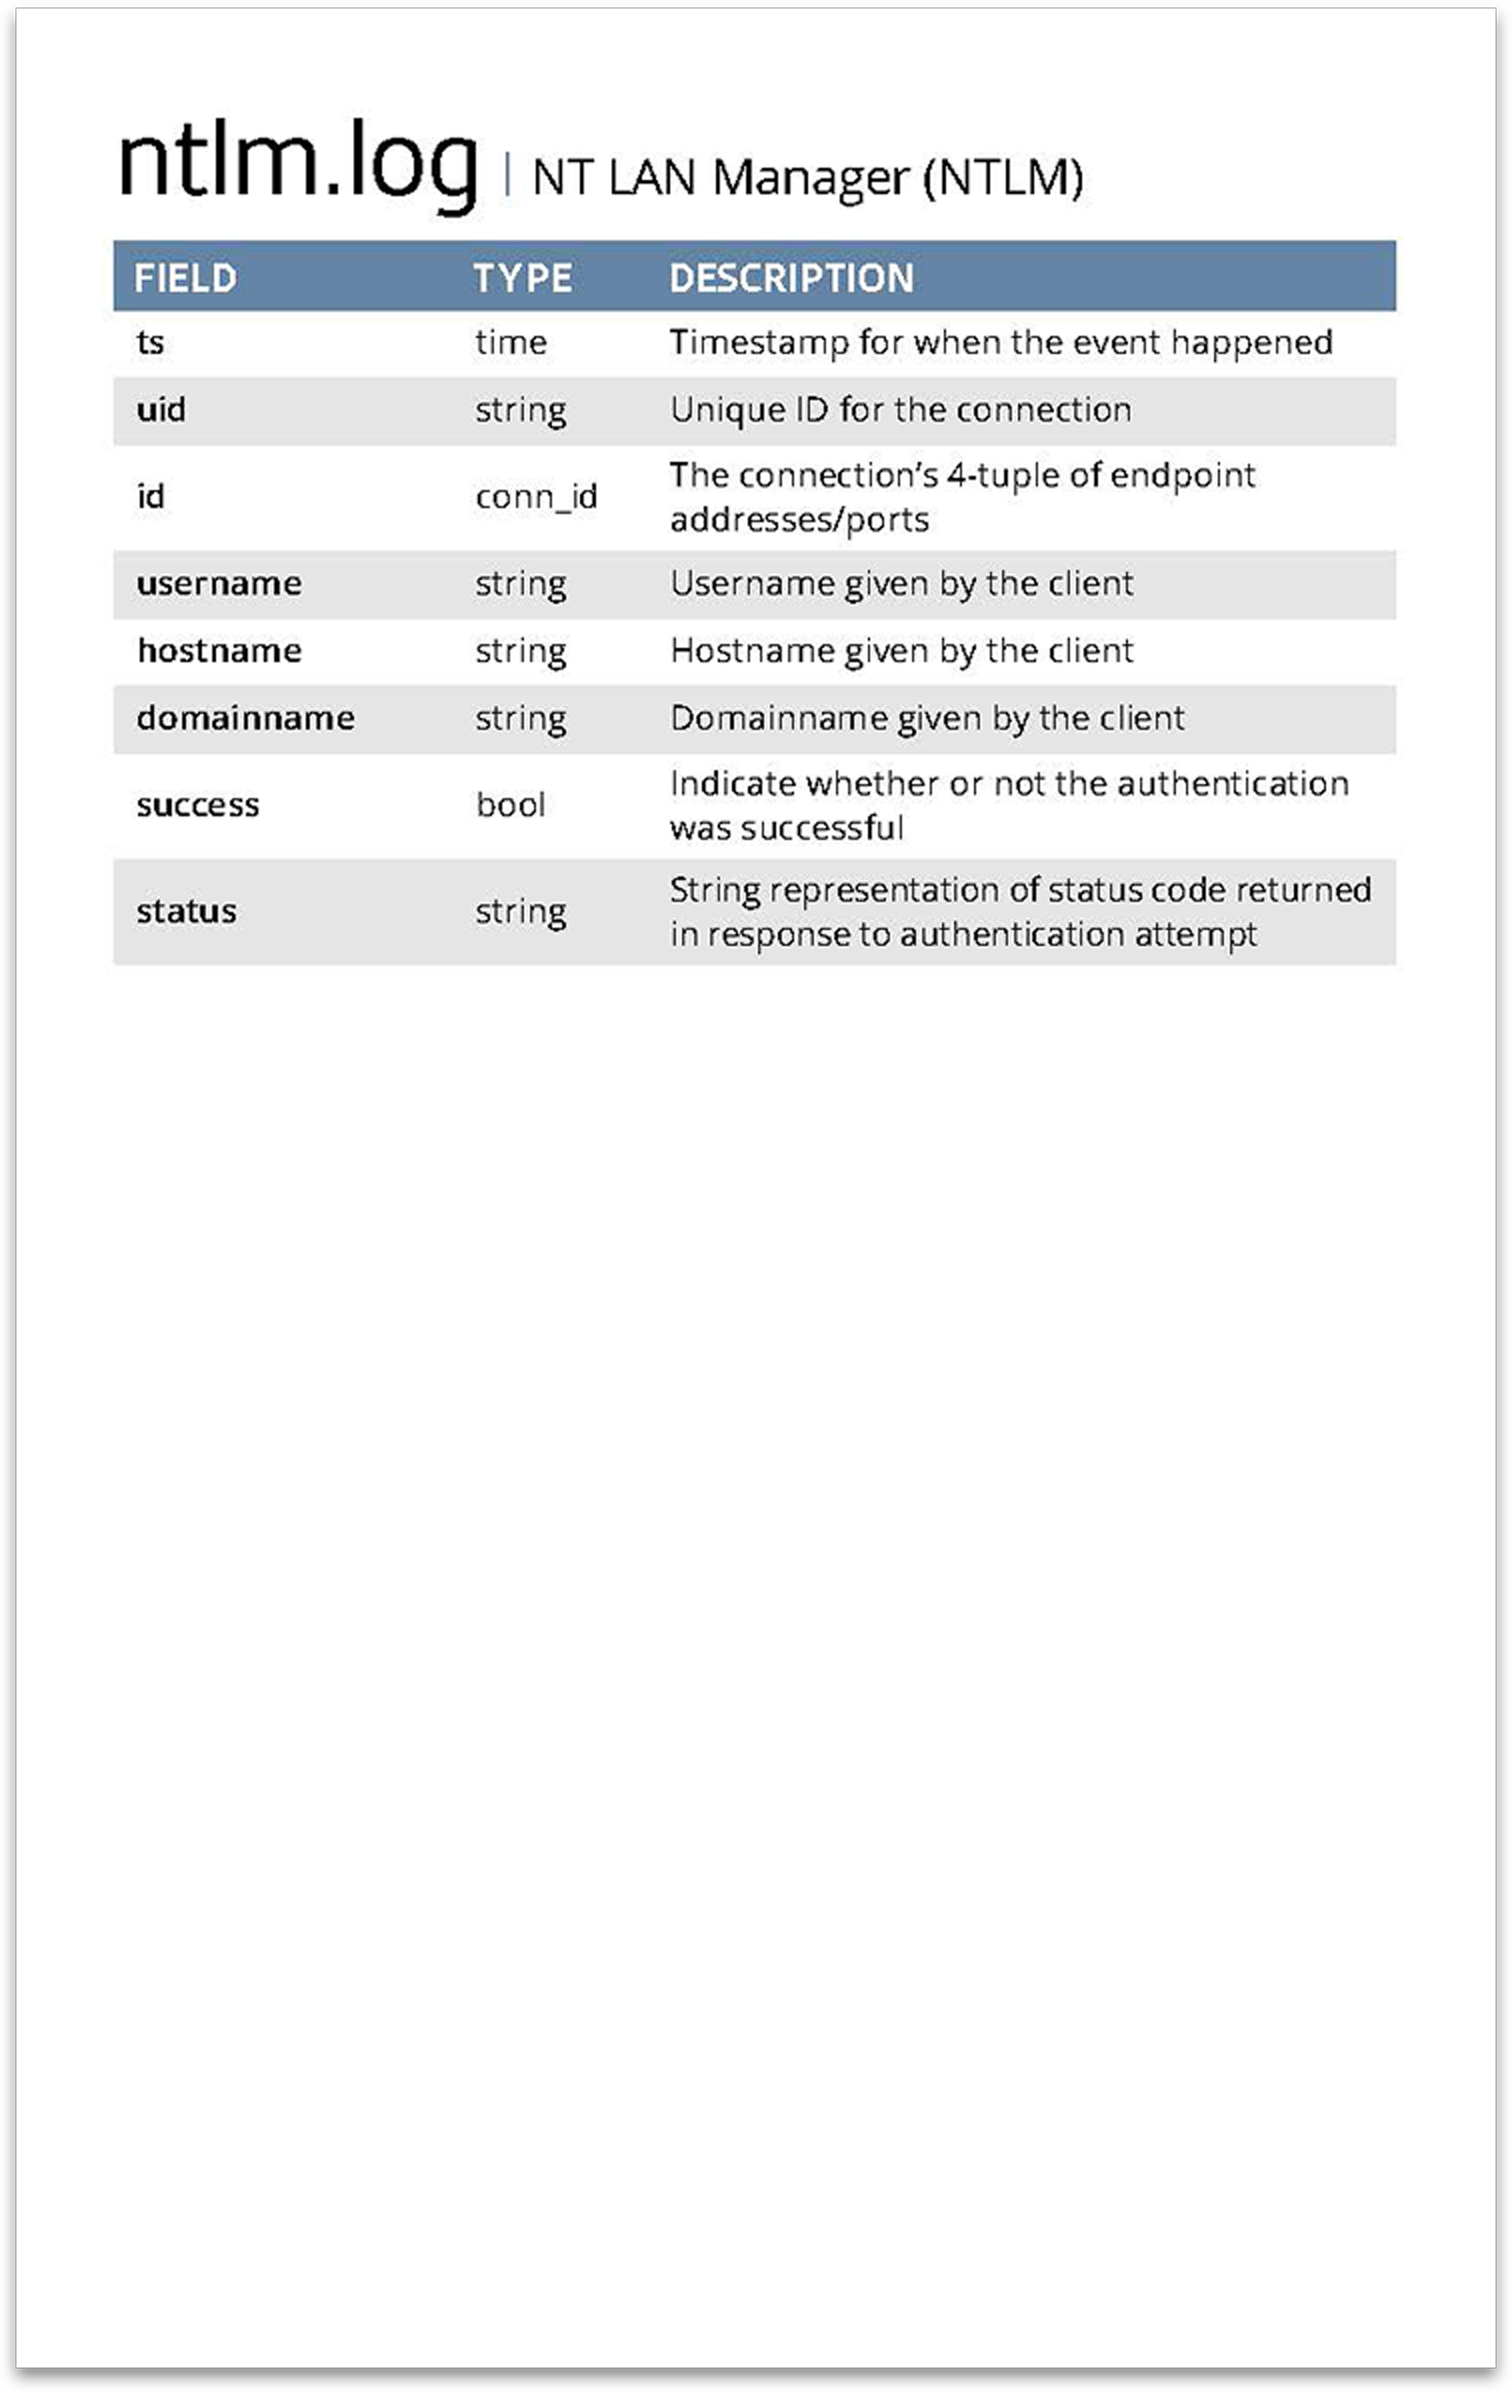 ntlm.log | NT LAN Manager (NTLM)
FIELD TYPE DESCRIPTION
ts time Timestamp for when the event happened
uid string Unique ID for the connection
id conn_id The connection’s 4-tuple of endpoint
addresses/ports
username string Username given by the client
hostname string Hostname given by the client
domainname string Domainname given by the client
success bool Indicate whether or not the authentication
was successful
status string String representation of status code returned
in response to authentication attempt